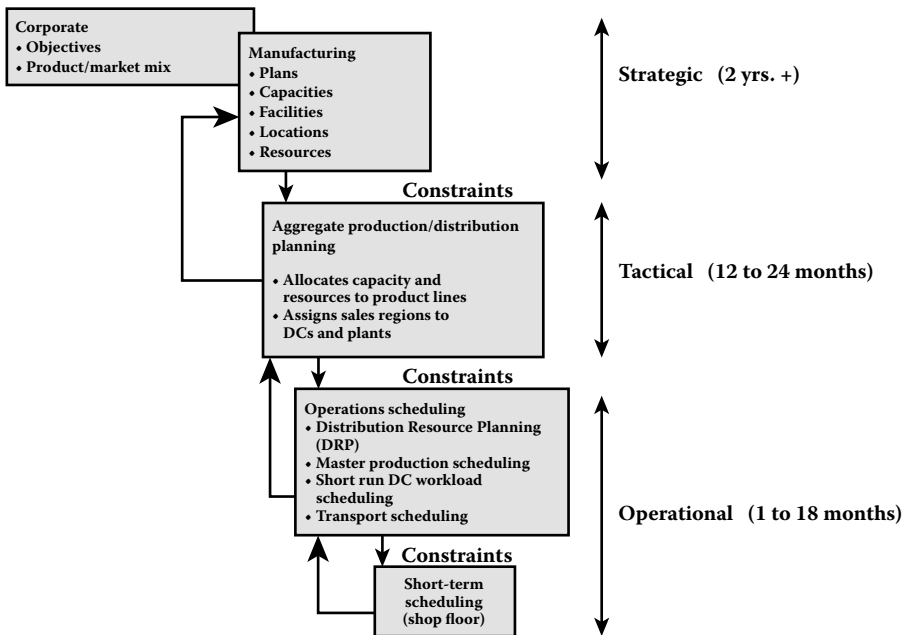 Corporate
• Objectives
• Product/market mix
Manufacturing
• Plans
• Capacities
• Facilities
• Locations
• Resources
Strategic (2 yrs. +)
Constraints
Aggregate production/distribution
planning
• Allocates capacity and
resources to product lines
• Assigns sales regions to
DCs and plants
Tactical (12 to 24 months)
Constraints
Operations scheduling
• Distribution Resource Planning
(DRP)
• Master production scheduling
• Short run DC workload
scheduling
• Transport scheduling
Operational (1 to 18 months)
Constraints
Short-term
scheduling
(shop floor)